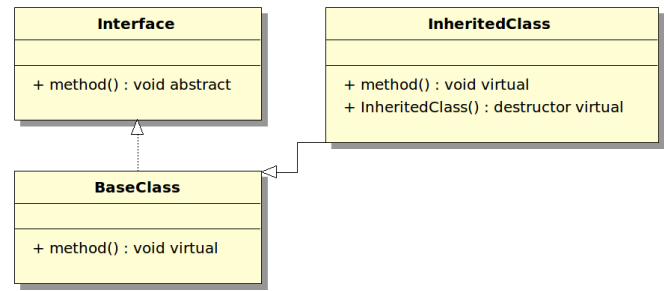 Interface
+ method() : void abstract
InheritedClass
+ method() : void virtual
+ InheritedClass() : destructor virtual
BaseClass
+ method() : void virtual